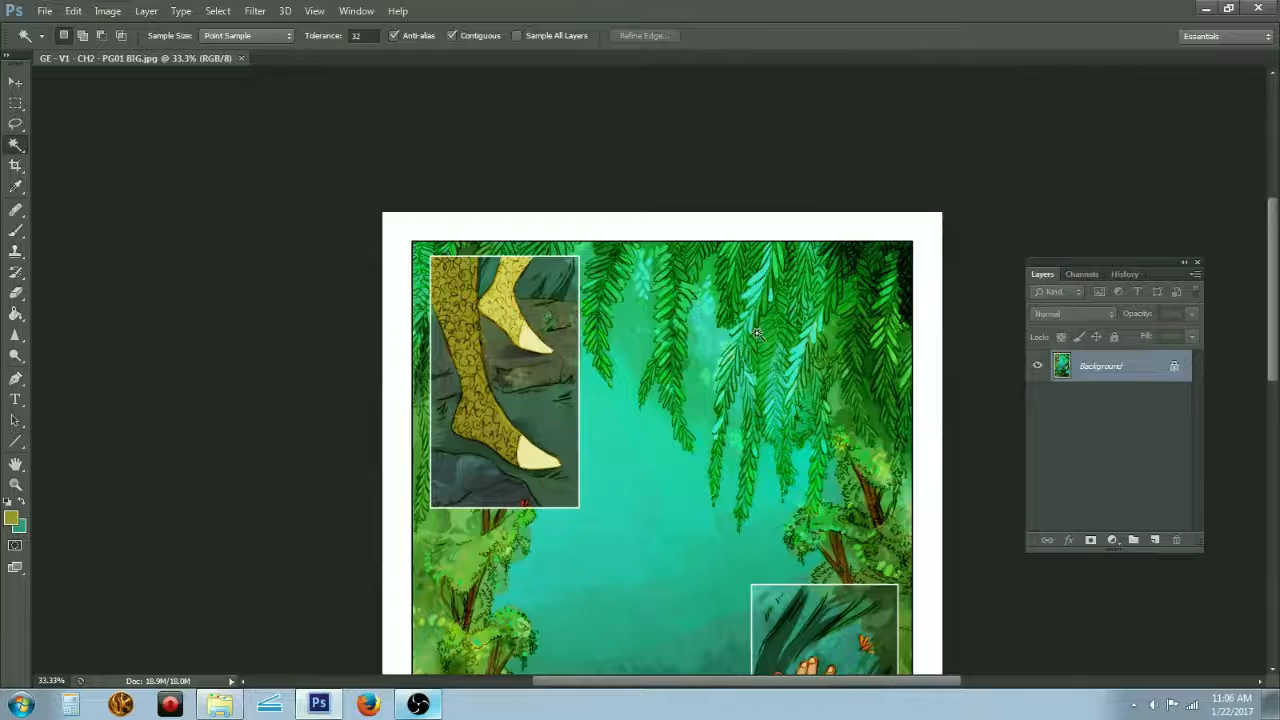 Ps File Edit Image Layer Type Select Filter 3D View Window Help
Sample Size: Point Sample Tolerance: 32 Anti-alias Contiguous Sample All Layers Refine Edge... Essentials
GE - V1 - CH2 - PG01 BIG.jpg @ 33.3% (RGB/8)
Layers Channels History
Kind
Normal Opacity:
Lock: Fill:
Background
33.33% Doc: 18.9M/18.0M
Ps
11:06 AM
1/22/2017